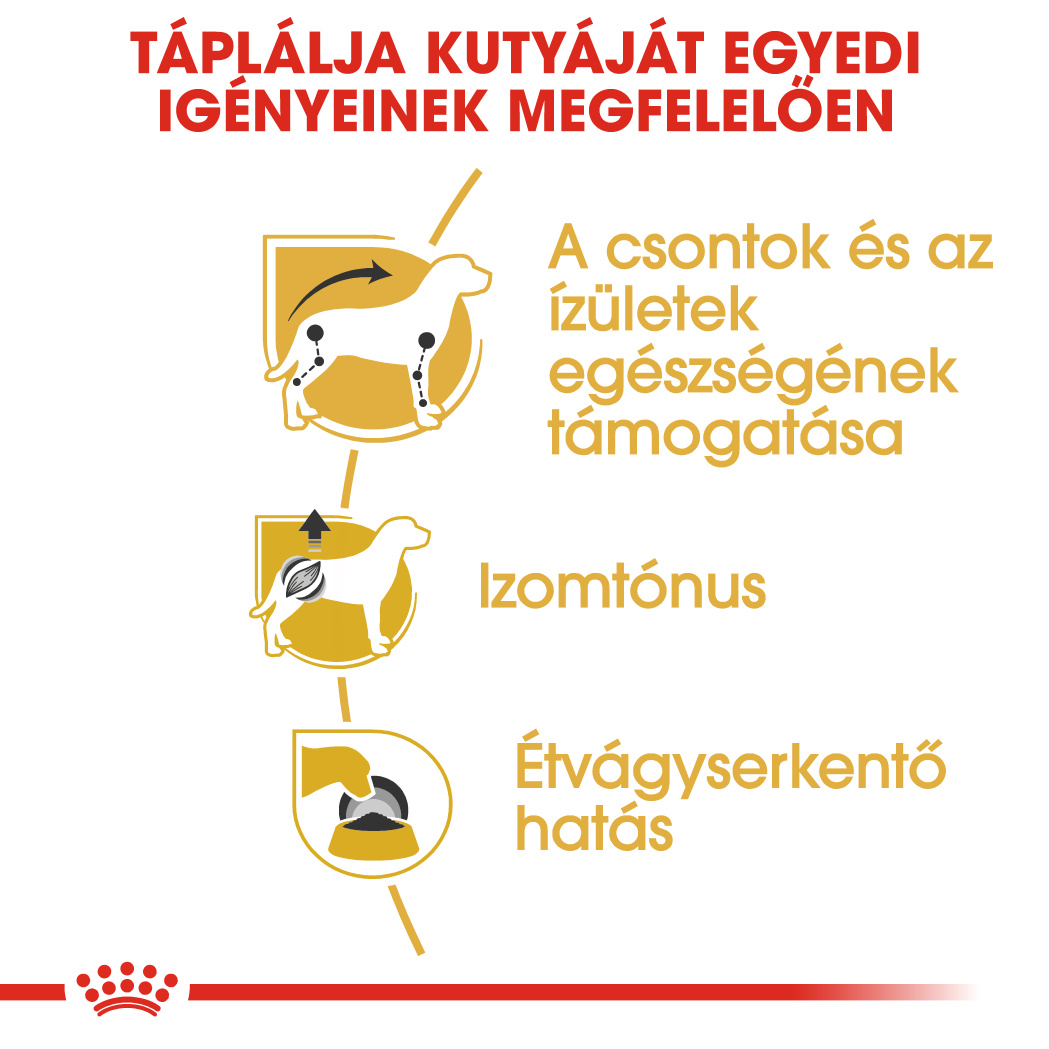 TÁPLÁLJA KUTYÁJÁT EGYEDI
IGÉNYEINEK MEGFELELŐEN
A csontok és az
ízületek
egészségének
támogatása
Izomtónus
Étvágyserkentő
hatás